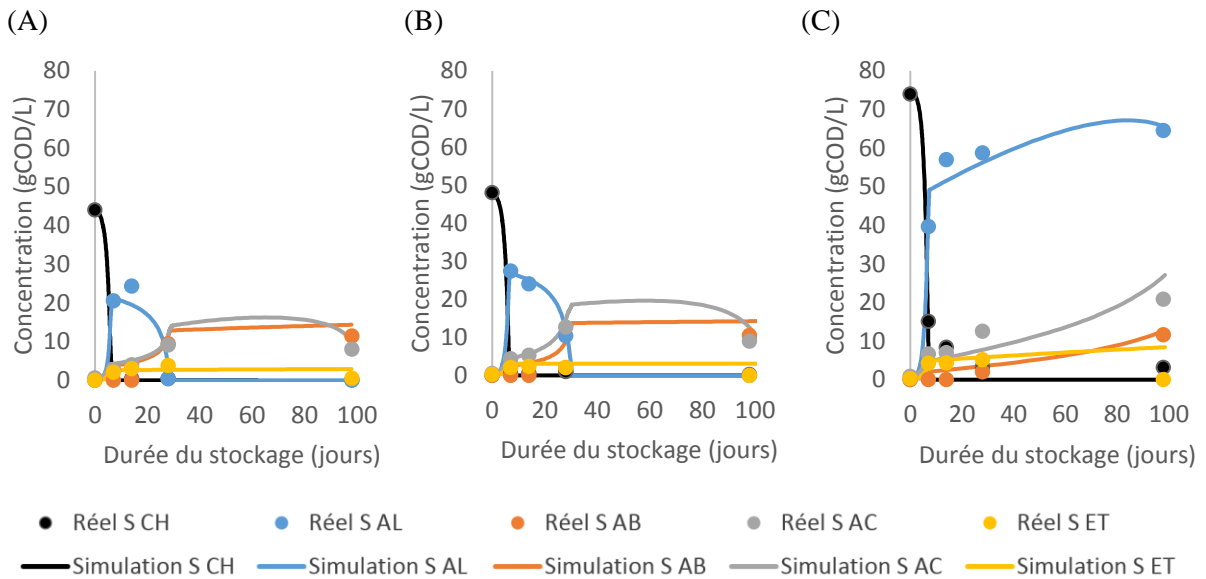 (A)
(B)
(C)
Concentration (gCOD/L)
80
70
60
50
40
30
20
10
0
0 20 40 60 80 100
Durée du stockage (jours)
Concentration (gCOD/L)
80
70
60
50
40
30
20
10
0
0 20 40 60 80 100
Durée du stockage (jours)
Concentration (gCOD/L)
80
70
60
50
40
30
20
10
0
0 20 40 60 80 100
Durée du stockage (jours)
Réel S CH Réel S AL Réel S AB Réel S AC Réel S ET
Simulation S CH Simulation S AL Simulation S AB Simulation S AC Simulation S ET